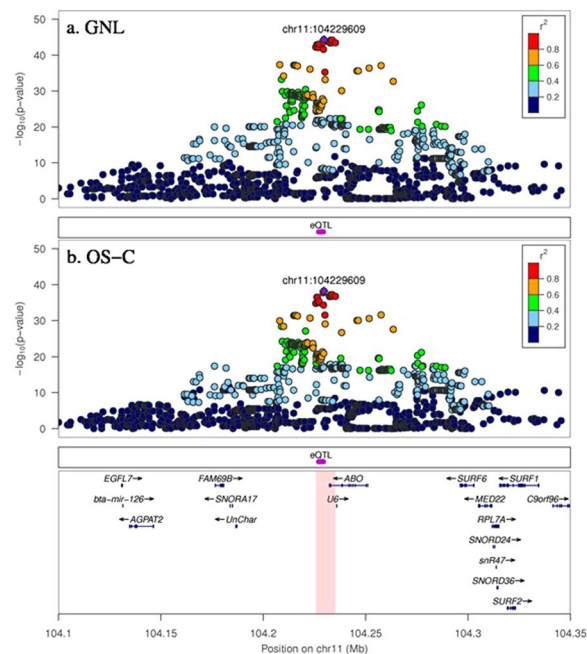 a. GNL
chr11:104229609
−log10(p−value)
50
40
30
20
10
0
r2
0.8
0.6
0.4
0.2
eQTL
b. OS−C
chr11:104229609
−log10(p−value)
50
40
30
20
10
0
r2
0.8
0.6
0.4
0.2
eQTL
EGFL7→ FAM69B→ ←ABO ←SURF6 ←SURF1
bta−mir−126→ ←SNORA17 U6→ ←MED22 C9orf96→
←AGPAT2 ←UnChar RPL7A→
SNORD24→
snR47→
SNORD36→
SURF2→
104.1 104.15 104.2 104.25 104.3 104.35
Position on chr11 (Mb)